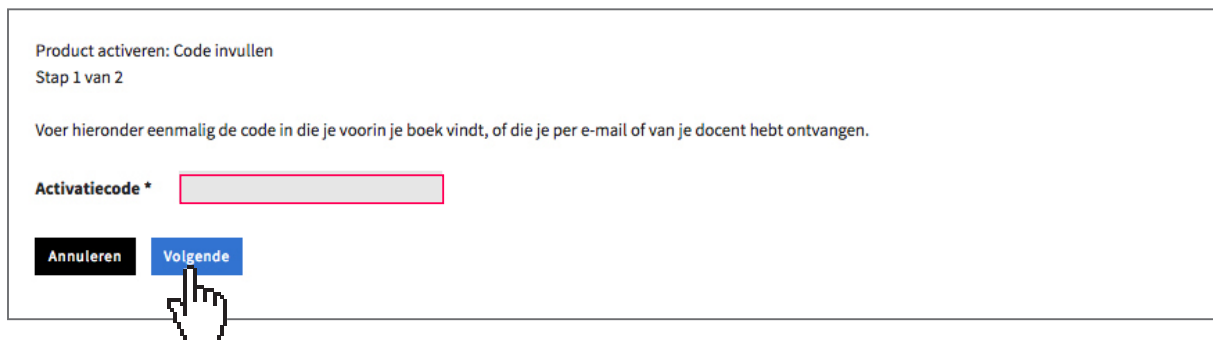 Product activeren: Code invullen
Stap 1 van 2
Voer hieronder eenmalig de code in die je voorin je boek vindt, of die je per e-mail of van je docent hebt ontvangen.
Activatiecode *
Annuleren Volgende